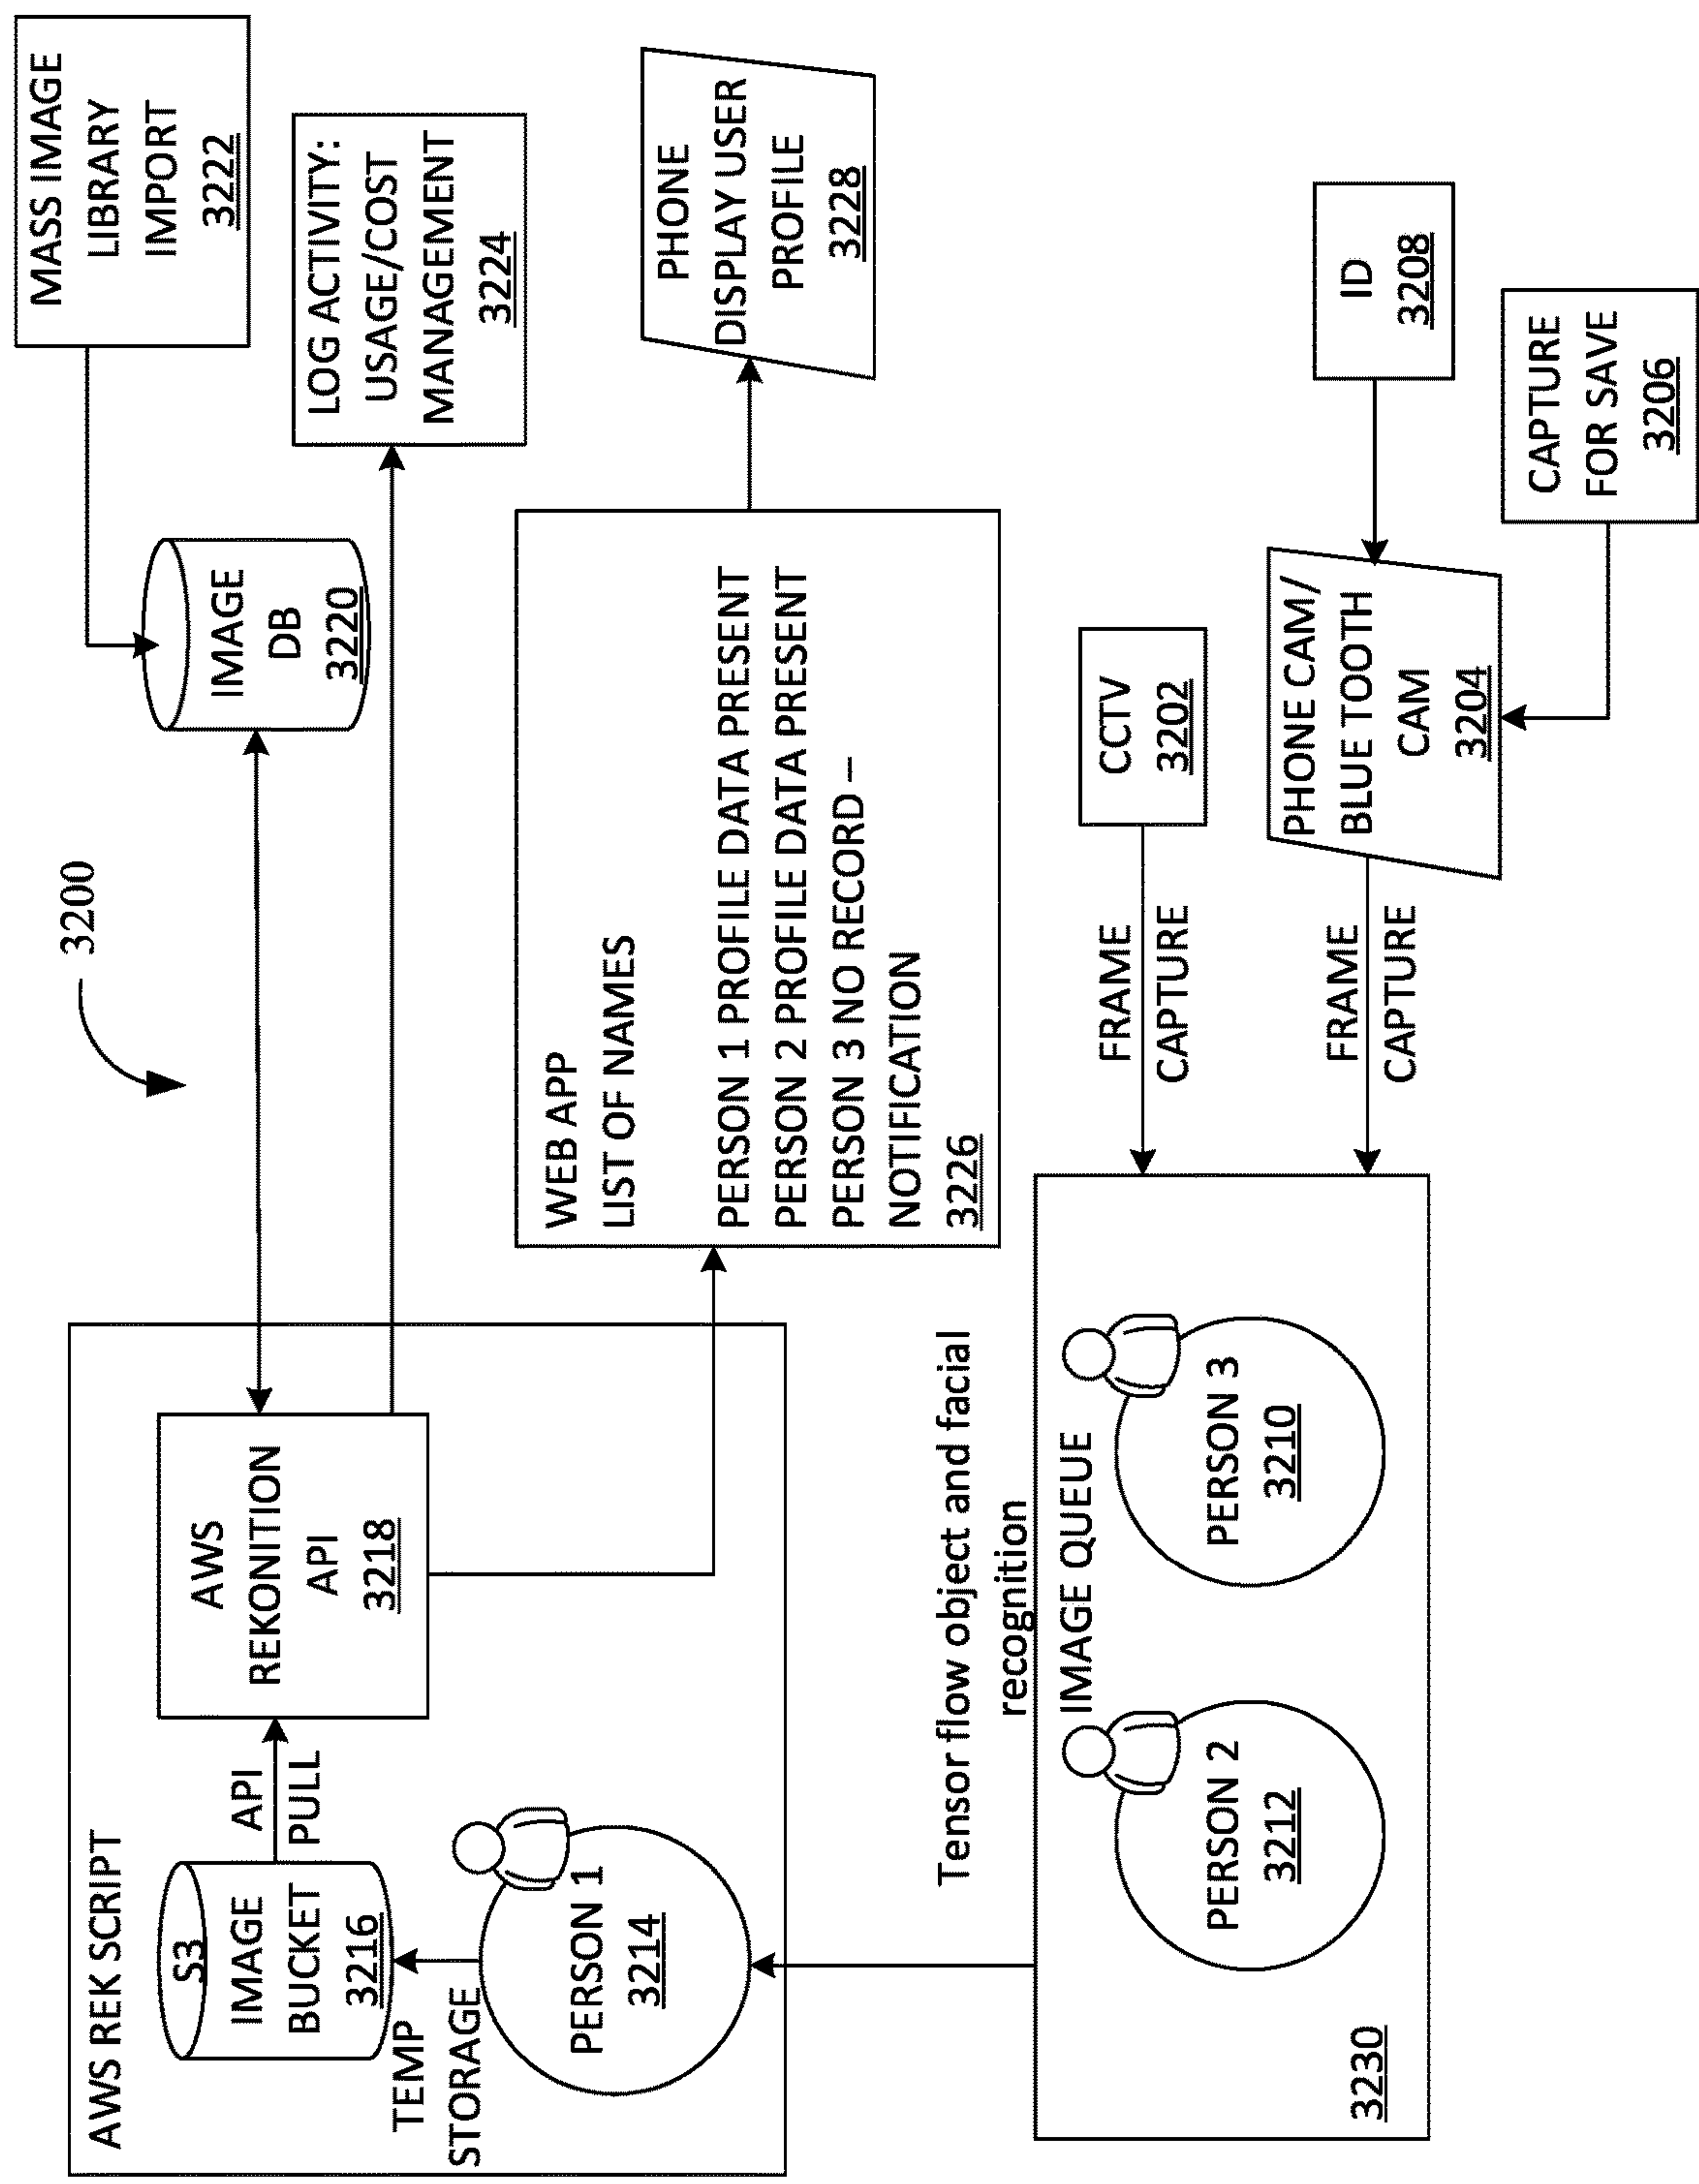 3200
AWS REK SCRIPT
S3
IMAGE
BUCKET
3216
API
PULL
AWS
REKONITION
API
3218
TEMP
STORAGE
PERSON 1
3214
IMAGE
DB
3220
MASS IMAGE
LIBRARY
IMPORT
3222
LOG ACTIVITY:
USAGE/COST
MANAGEMENT
3224
WEB APP
LIST OF NAMES
PERSON 1 PROFILE DATA PRESENT
PERSON 2 PROFILE DATA PRESENT
PERSON 3 NO RECORD –
NOTIFICATION
3226
PHONE
DISPLAY USER
PROFILE
3228
Tensor flow object and facial
recognition
IMAGE QUEUE
PERSON 2
3212
PERSON 3
3210
3230
FRAME
CAPTURE
CCTV
3202
FRAME
CAPTURE
PHONE CAM/
BLUE TOOTH
CAM
3204
ID
3208
CAPTURE
FOR SAVE
3206